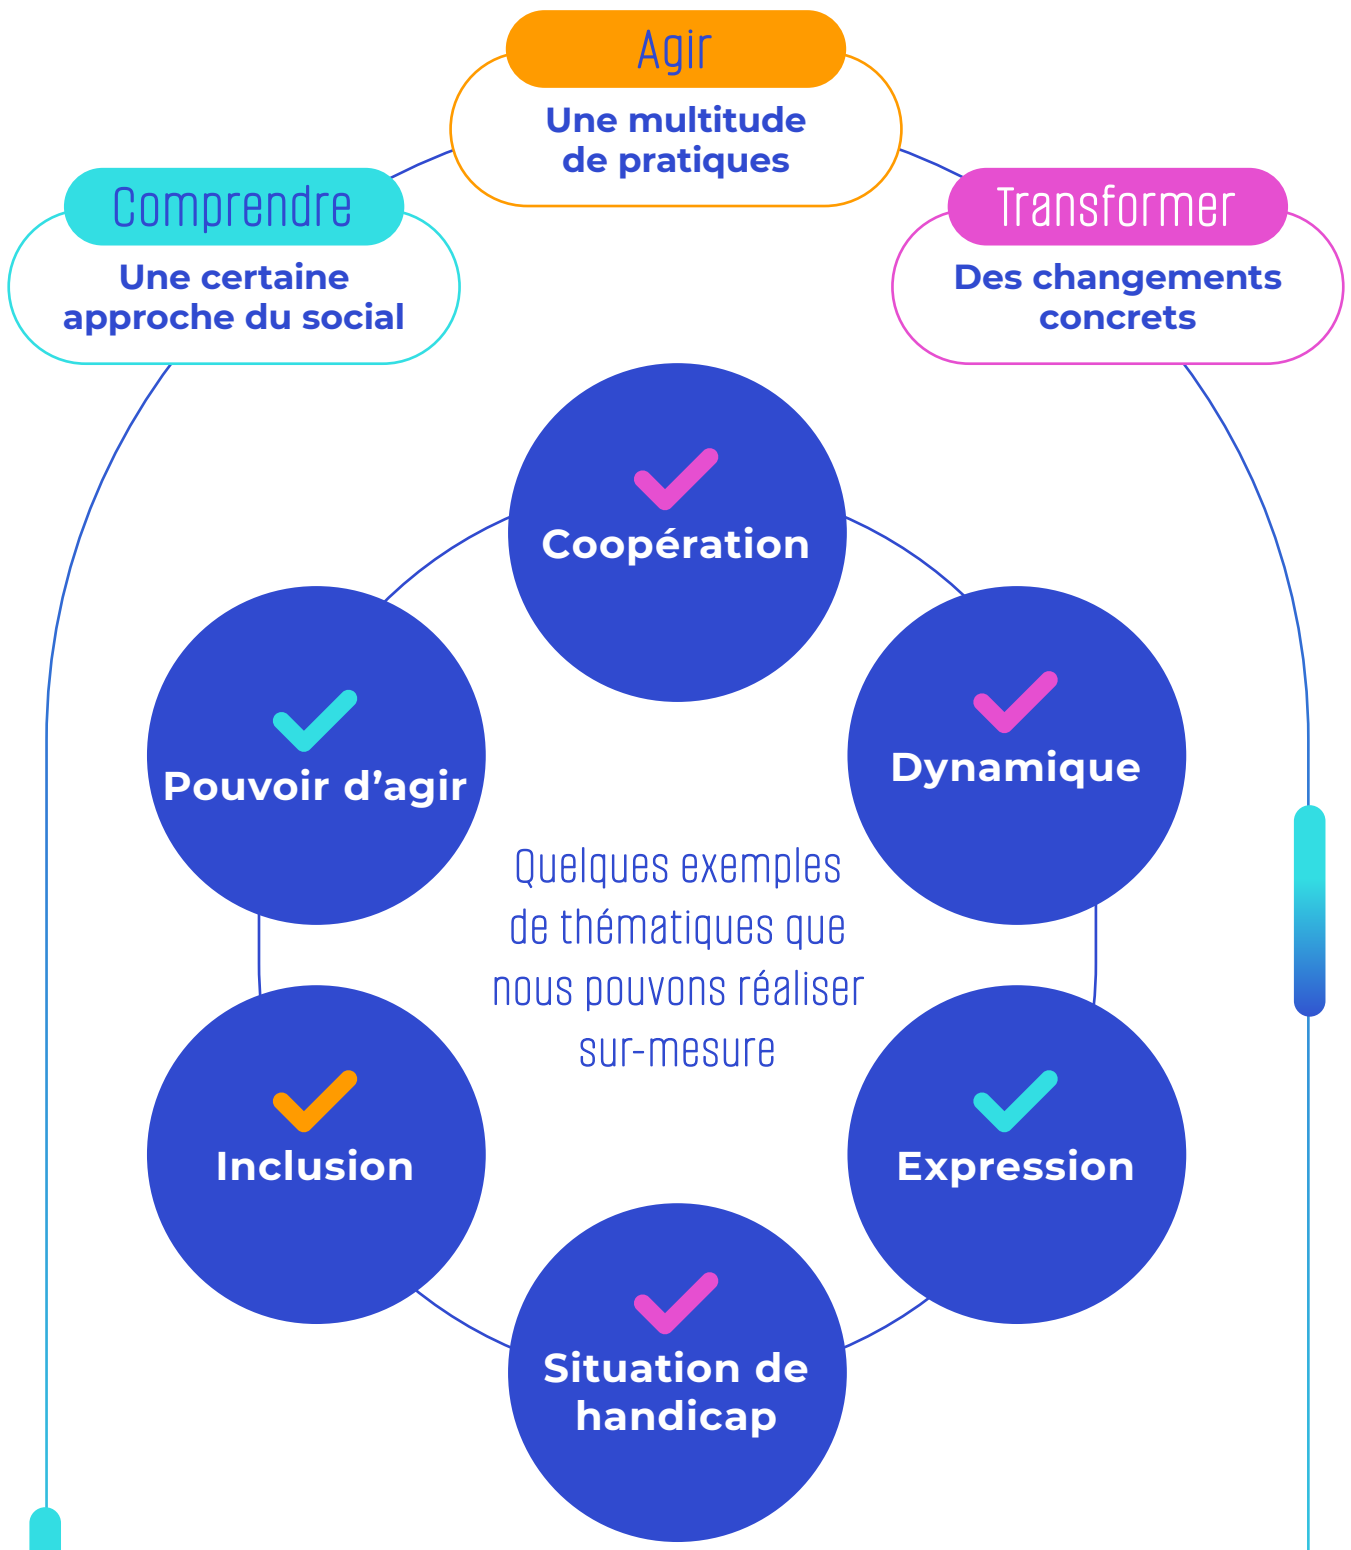 Agir
Une multitude
de pratiques
Comprendre
Une certaine
approche du social
Transformer
Des changements
concrets
Coopération
Pouvoir d’agir
Dynamique
Quelques exemples
de thématiques que
nous pouvons réaliser
sur-mesure
Inclusion
Expression
Situation de
handicap